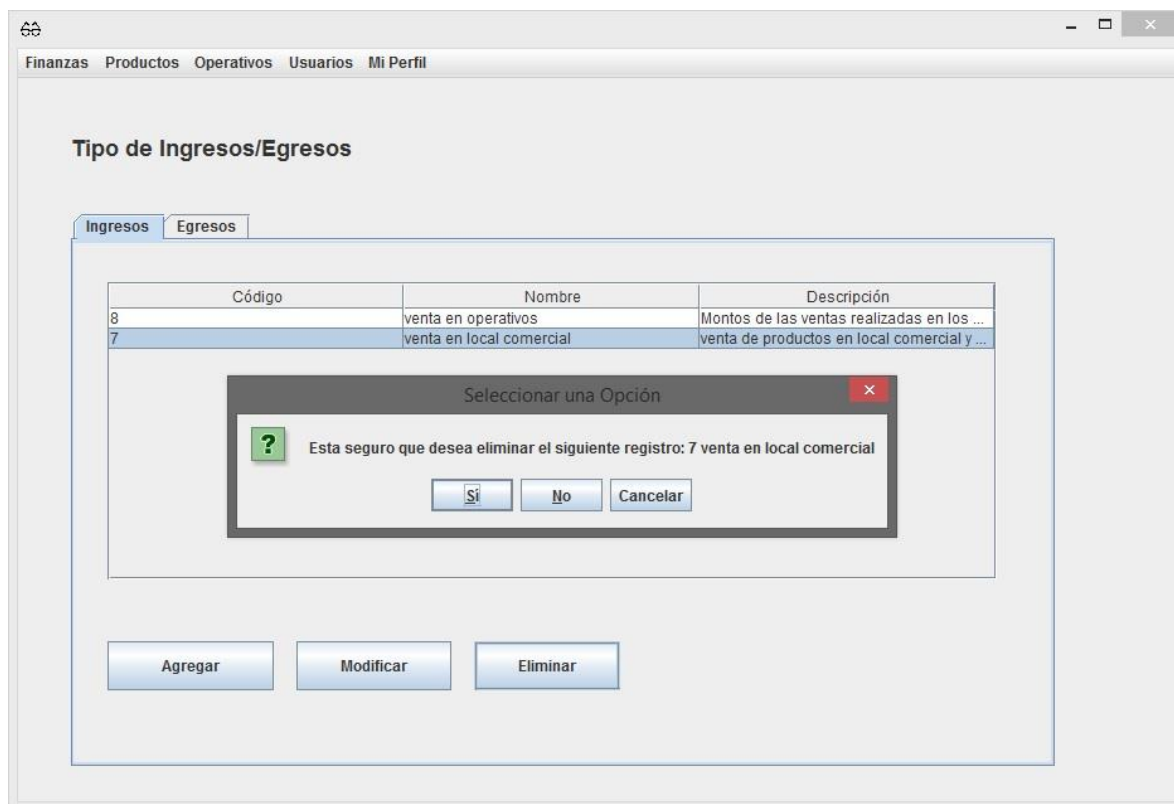 Finanzas Productos Operativos Usuarios Mi Perfil
Tipo de Ingresos/Egresos
Ingresos Egresos
Código Nombre Descripción
8 venta en operativos Montos de las ventas realizadas en los ...
7 venta en local comercial venta de productos en local comercial y ...
Seleccionar una Opción
? Esta seguro que desea eliminar el siguiente registro: 7 venta en local comercial
Sí No Cancelar
Agregar Modificar Eliminar